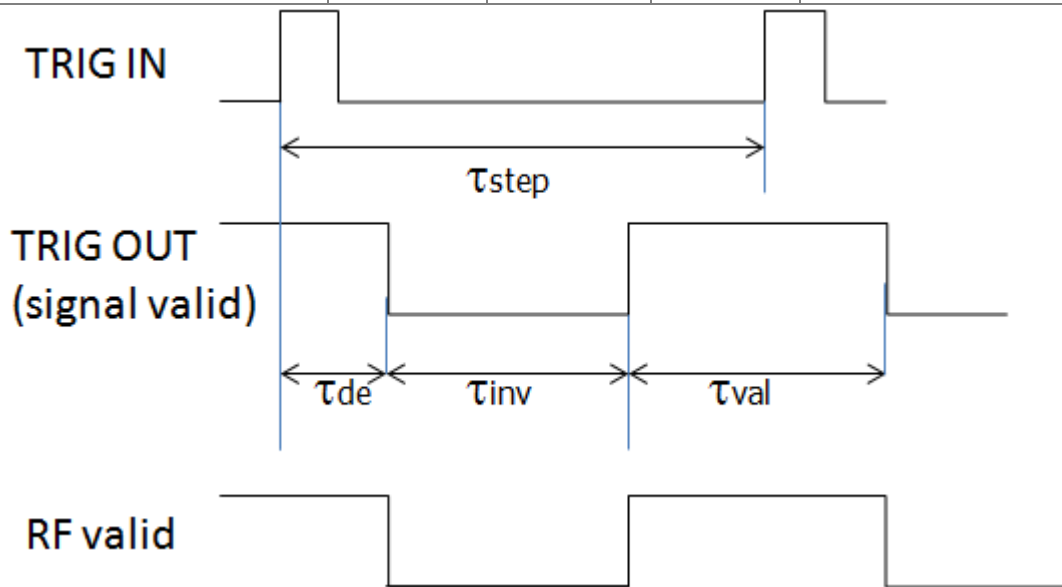 TRIG IN
τstep
TRIG OUT
(signal valid)
τde
τinv
τval
RF valid